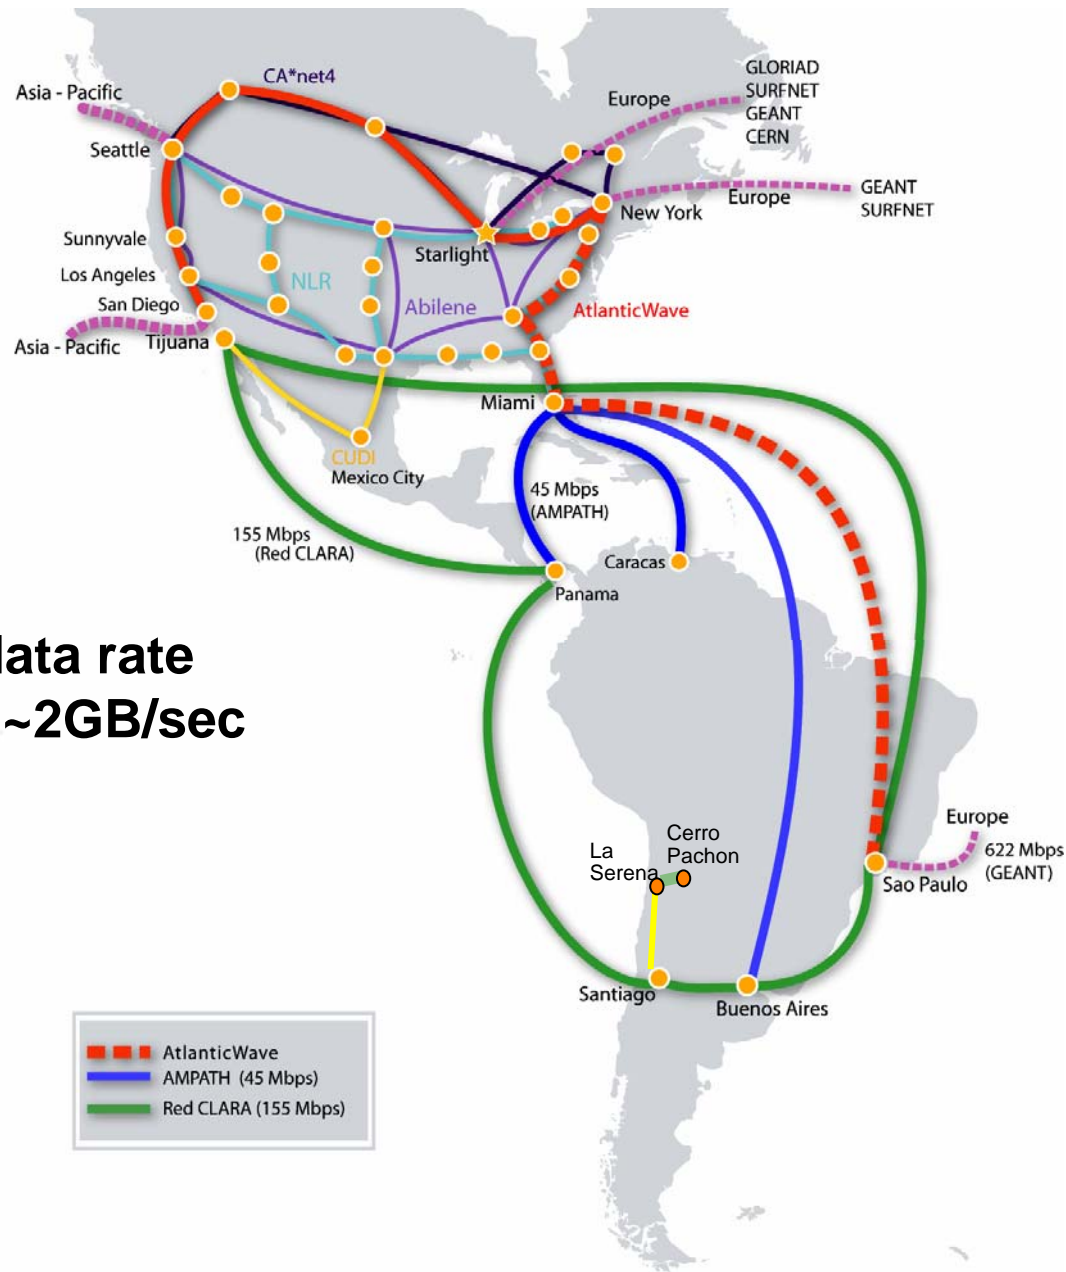 CA*net4
Asia - Pacific
Seattle
Europe
GLORIAD
SURFNET
GEANT
CERN
Europe
GEANT
SURFNET
New York
Sunnyvale
Starlight
Los Angeles
NLR
San Diego
Abilene
AtlanticWave
Asia - Pacific
Tijuana
Miami
CUDI
Mexico City
45 Mbps
(AMPATH)
155 Mbps
(Red CLARA)
Caracas
Panama
data rate
~2GB/sec
Cerro
Pachon
La
Serena
Europe
622 Mbps
(GEANT)
Sao Paulo
Santiago
Buenos Aires
AtlanticWave
AMPATH (45 Mbps)
Red CLARA (155 Mbps)